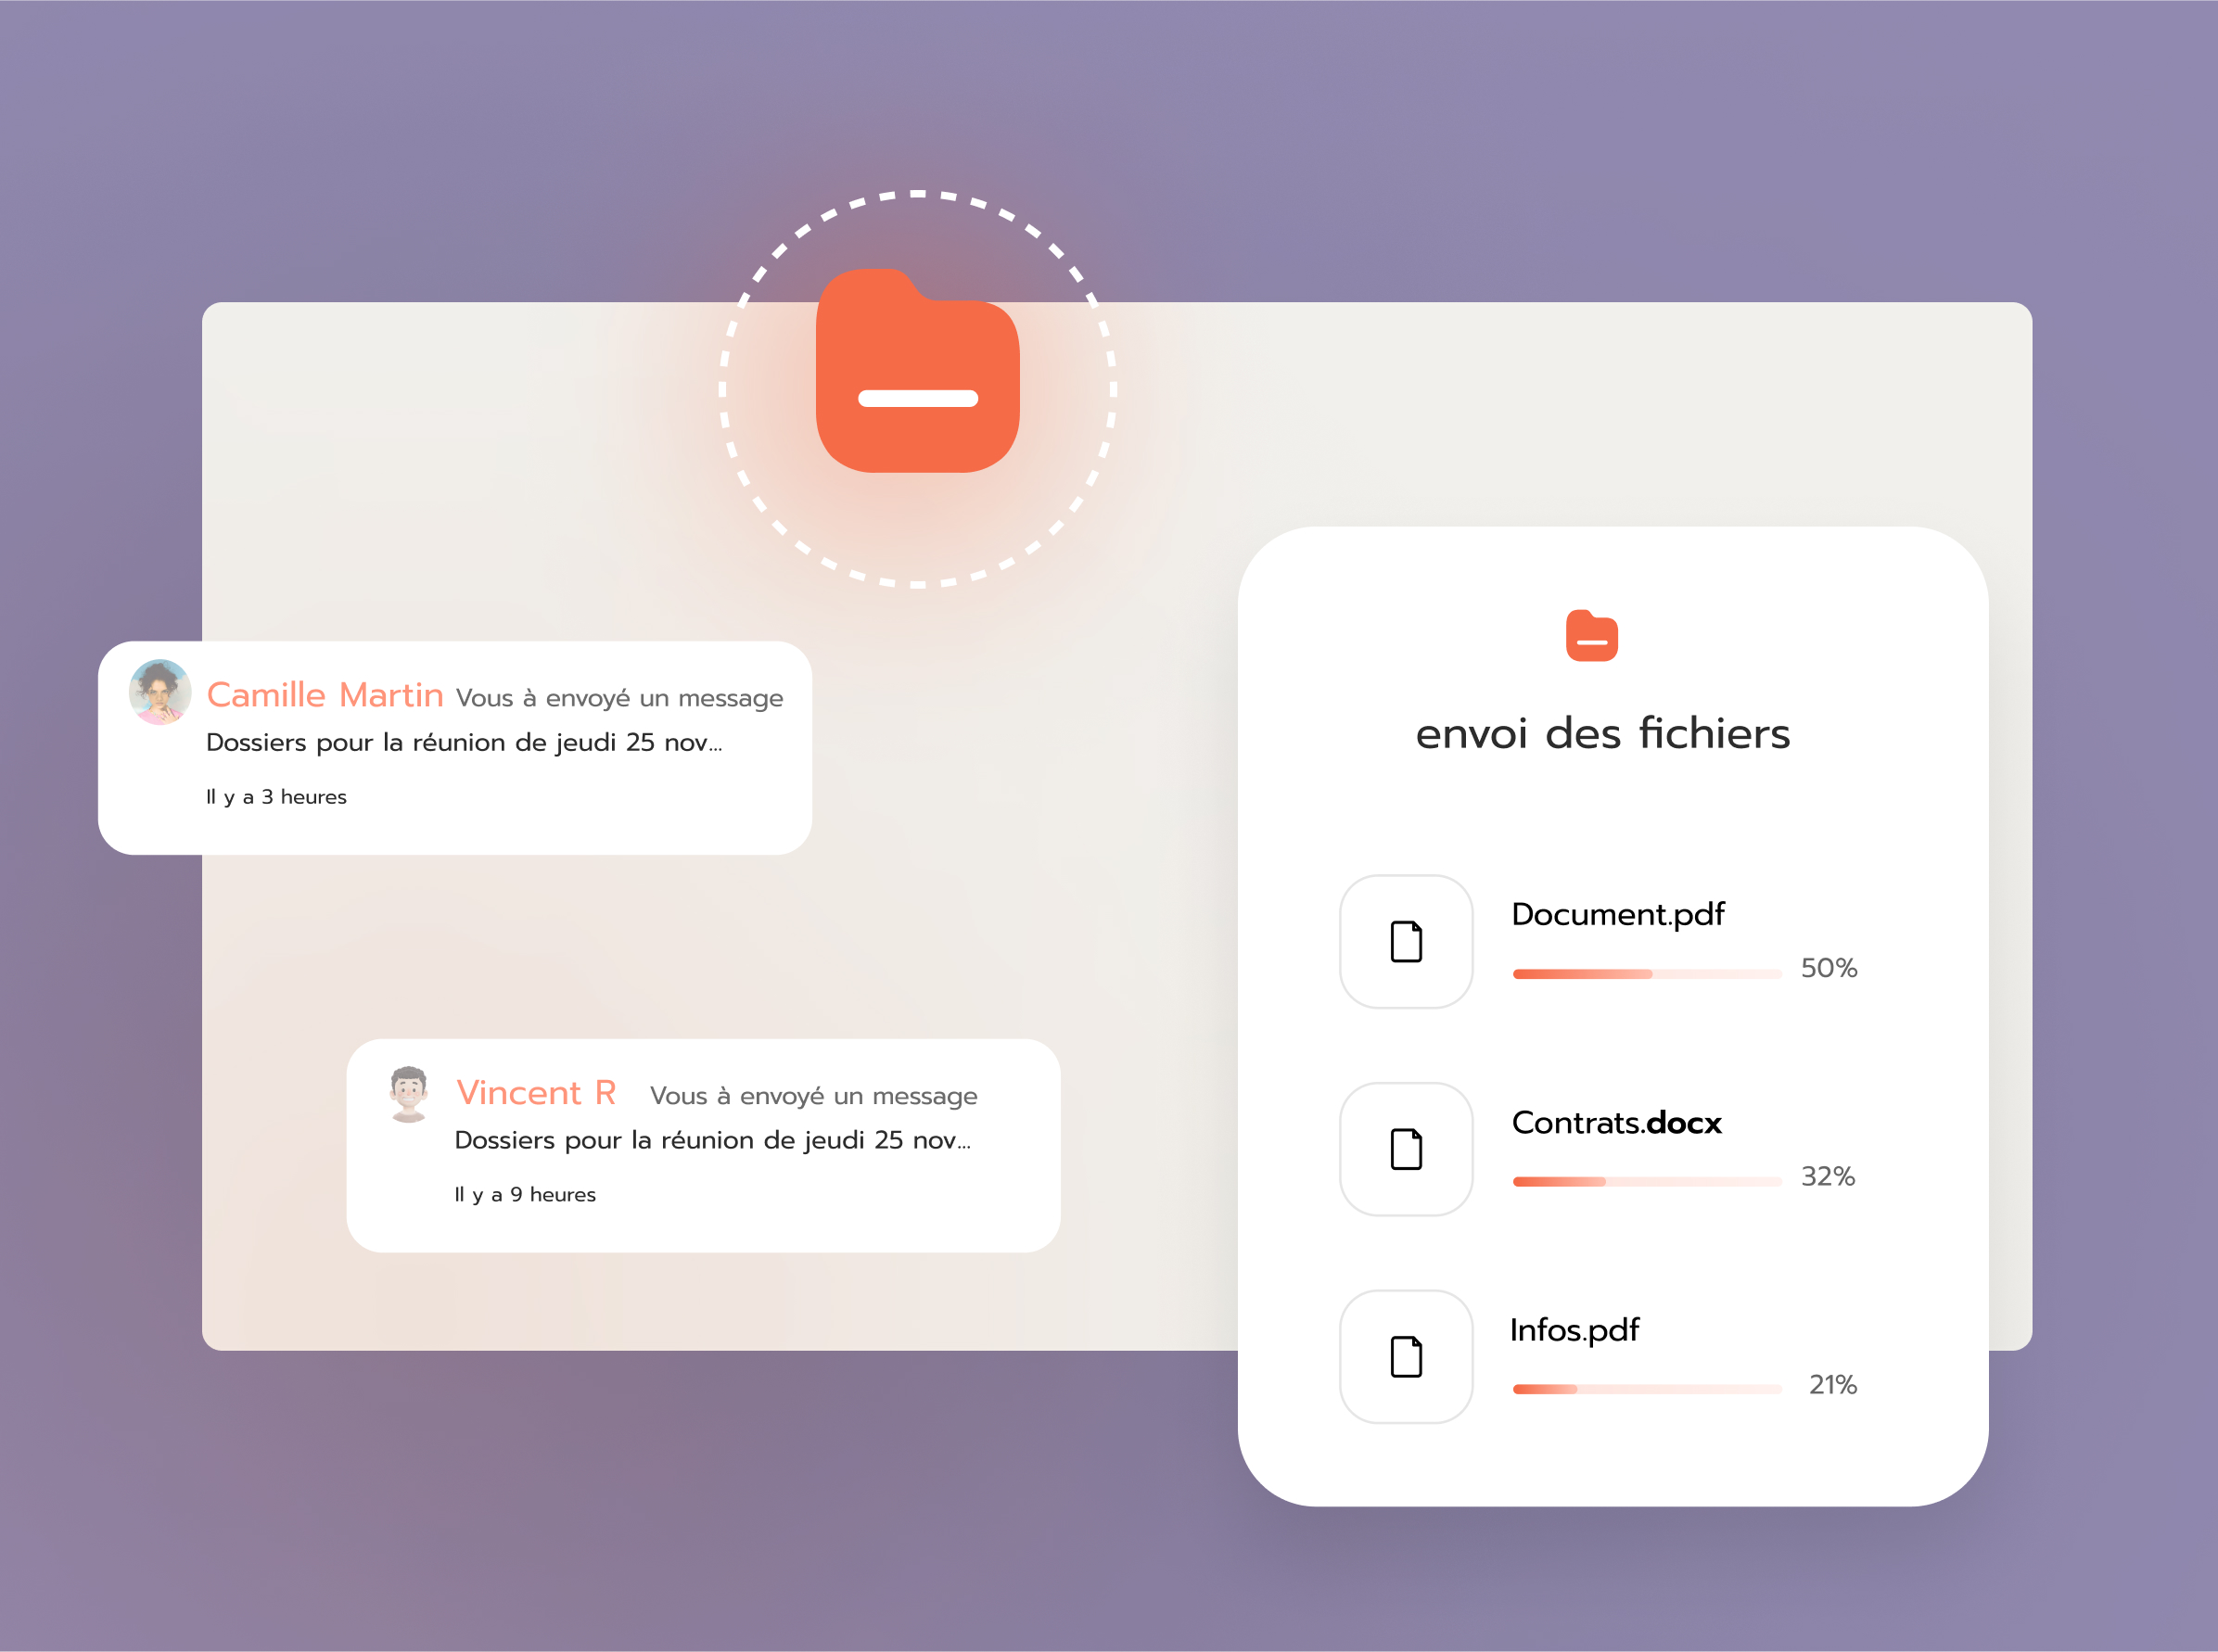 Camille Martin Vous à envoyé un message
Dossiers pour la réunion de jeudi 25 nov...
Il y a 3 heures
Vincent R Vous à envoyé un message
Dossiers pour la réunion de jeudi 25 nov...
Il y a 9 heures
envoi des fichiers
Document.pdf
50%
Contrats.docx
32%
Infos.pdf
21%